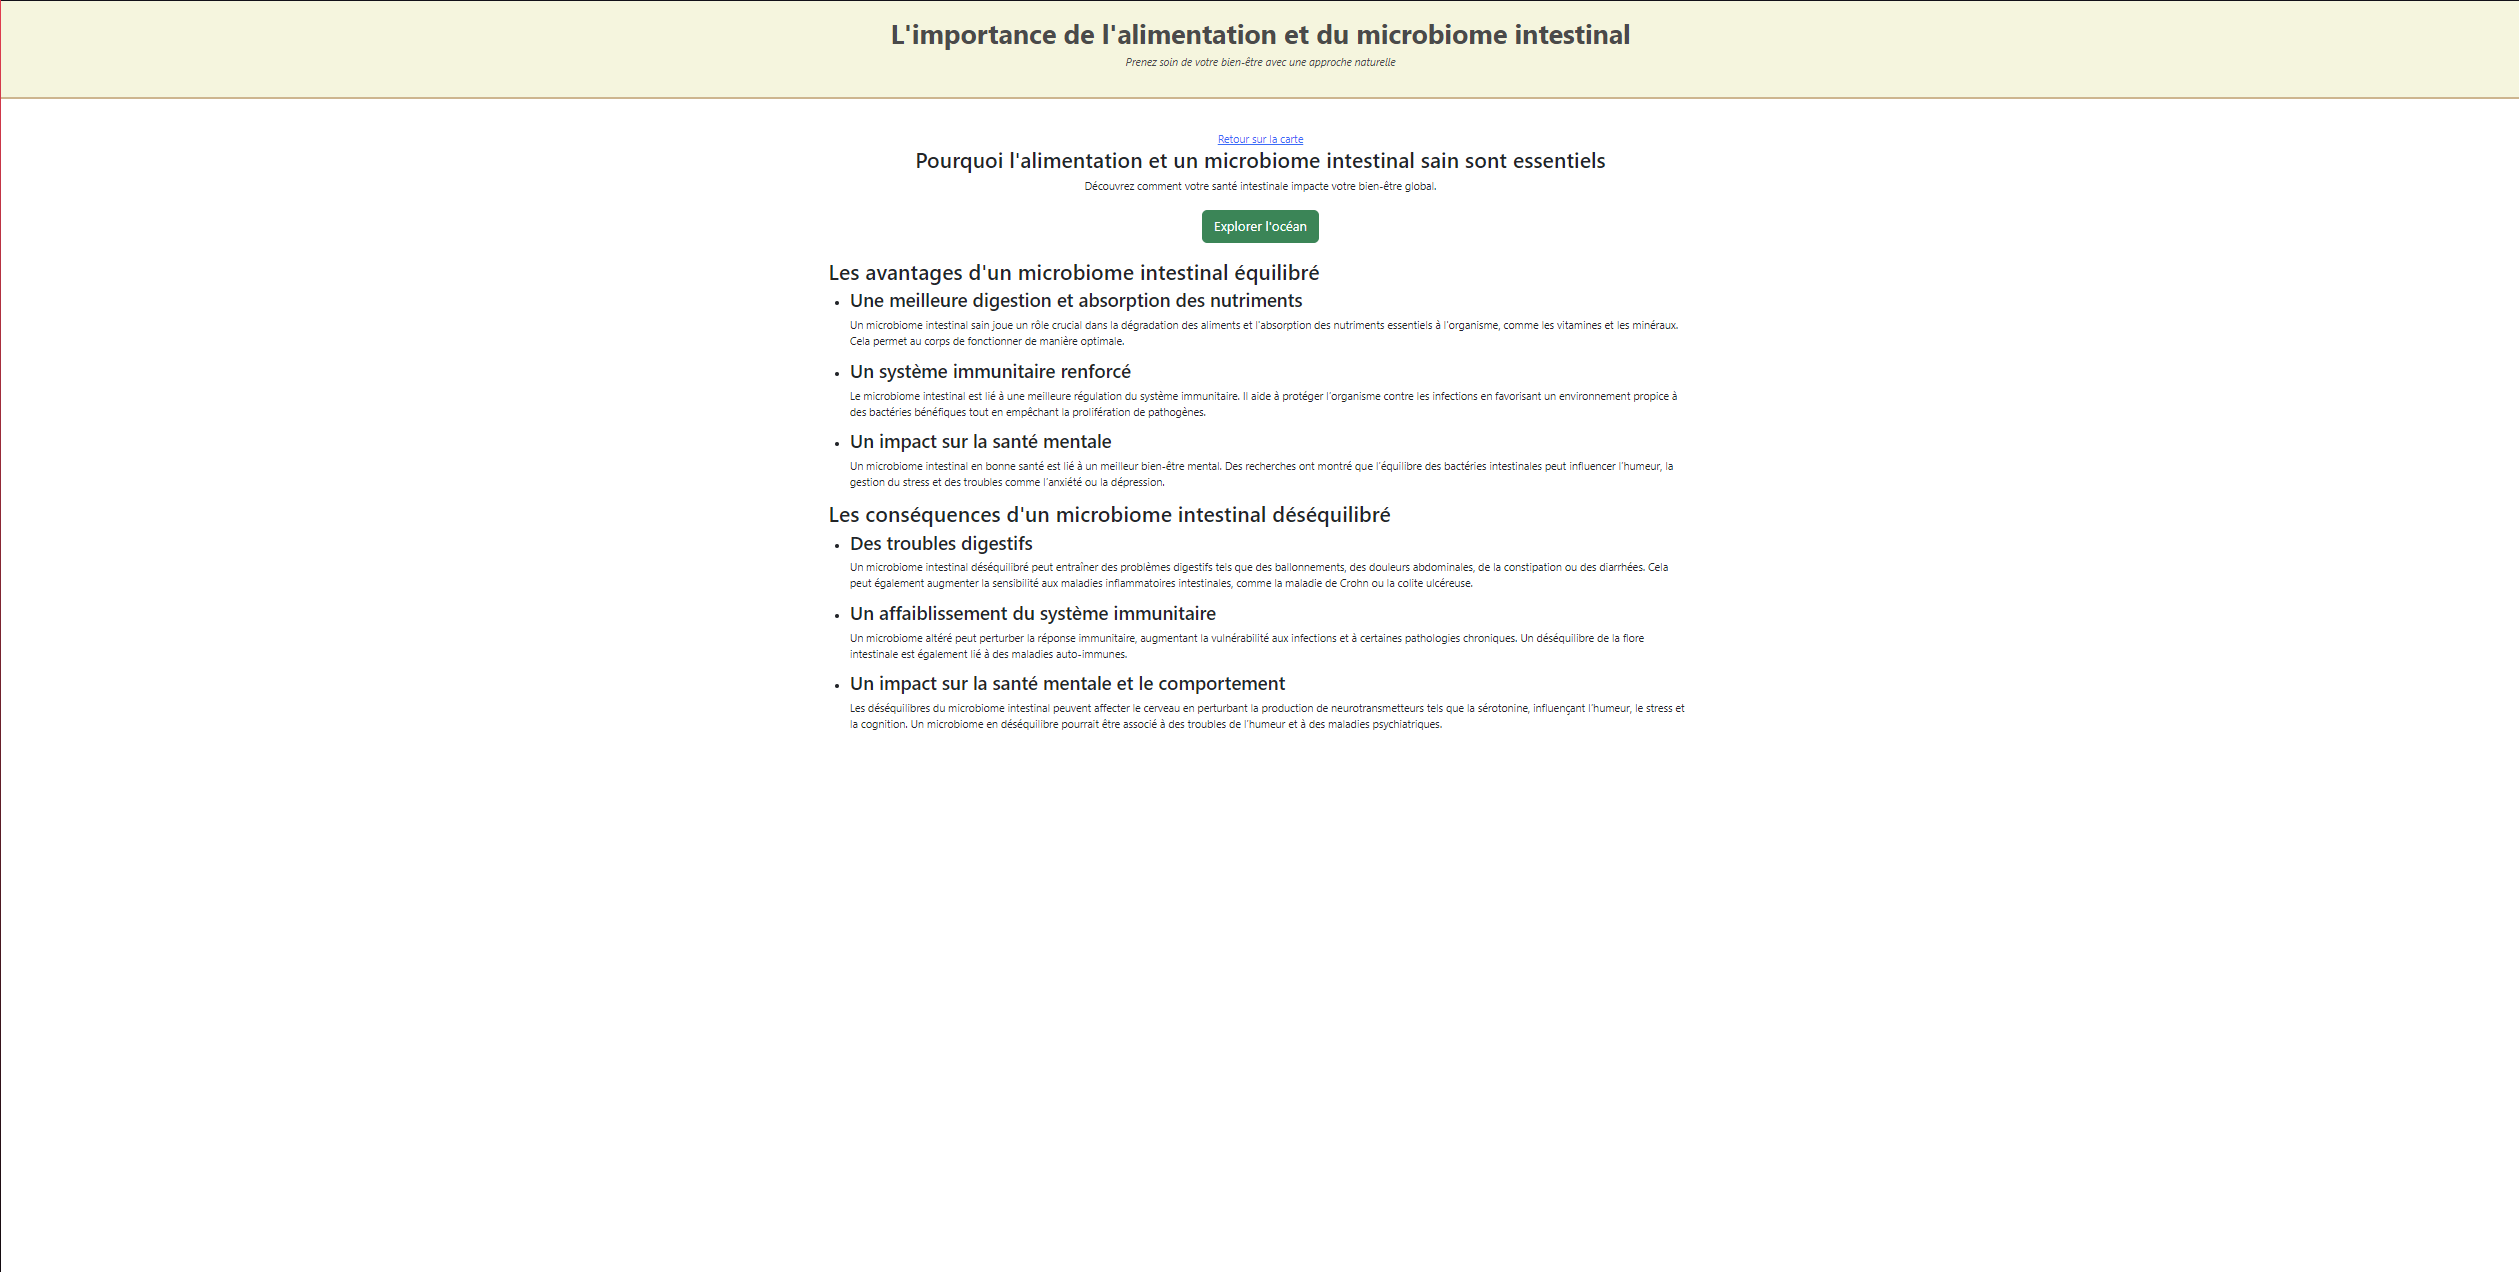 L'importance de l'alimentation et du microbiome intestinal
Prenez soin de votre bien-être avec une approche naturelle
Retour sur la carte
Pourquoi l'alimentation et un microbiome intestinal sain sont essentiels
Découvrez comment votre santé intestinale impacte votre bien-être global.
Explorer l'océan
Les avantages d'un microbiome intestinal équilibré
• Une meilleure digestion et absorption des nutriments
Un microbiome intestinal sain joue un rôle crucial dans la dégradation des aliments et l'absorption des nutriments essentiels à l'organisme, comme les vitamines et les minéraux.
Cela permet au corps de fonctionner de manière optimale.
• Un système immunitaire renforcé
Le microbiome intestinal est lié à une meilleure régulation du système immunitaire. Il aide à protéger l'organisme contre les infections en favorisant un environnement propice à
des bactéries bénéfiques tout en empêchant la prolifération de pathogènes.
• Un impact sur la santé mentale
Un microbiome intestinal en bonne santé est lié à un meilleur bien-être mental. Des recherches ont montré que l'équilibre des bactéries intestinales peut influencer l'humeur, la
gestion du stress et des troubles comme l'anxiété ou la dépression.
Les conséquences d'un microbiome intestinal déséquilibré
• Des troubles digestifs
Un microbiome intestinal déséquilibré peut entraîner des problèmes digestifs tels que des ballonnements, des douleurs abdominales, de la constipation ou des diarrhées. Cela
peut également augmenter la sensibilité aux maladies inflammatoires intestinales, comme la maladie de Crohn ou la colite ulcéreuse.
• Un affaiblissement du système immunitaire
Un microbiome altéré peut perturber la réponse immunitaire, augmentant la vulnérabilité aux infections et à certaines pathologies chroniques. Un déséquilibre de la flore
intestinale est également lié à des maladies auto-immunes.
• Un impact sur la santé mentale et le comportement
Les déséquilibres du microbiome intestinal peuvent affecter le cerveau en perturbant la production de neurotransmetteurs tels que la sérotonine, influençant l'humeur, le stress et
la cognition. Un microbiome en déséquilibre pourrait être associé à des troubles de l'humeur et à des maladies psychiatriques.